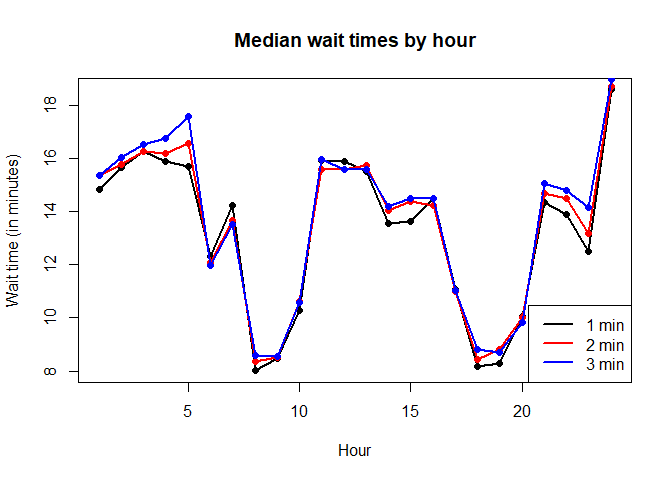 Median wait times by hour
Wait time (in minutes)
18
16
14
12
10
8
1 min
2 min
3 min
5 10 15 20
Hour